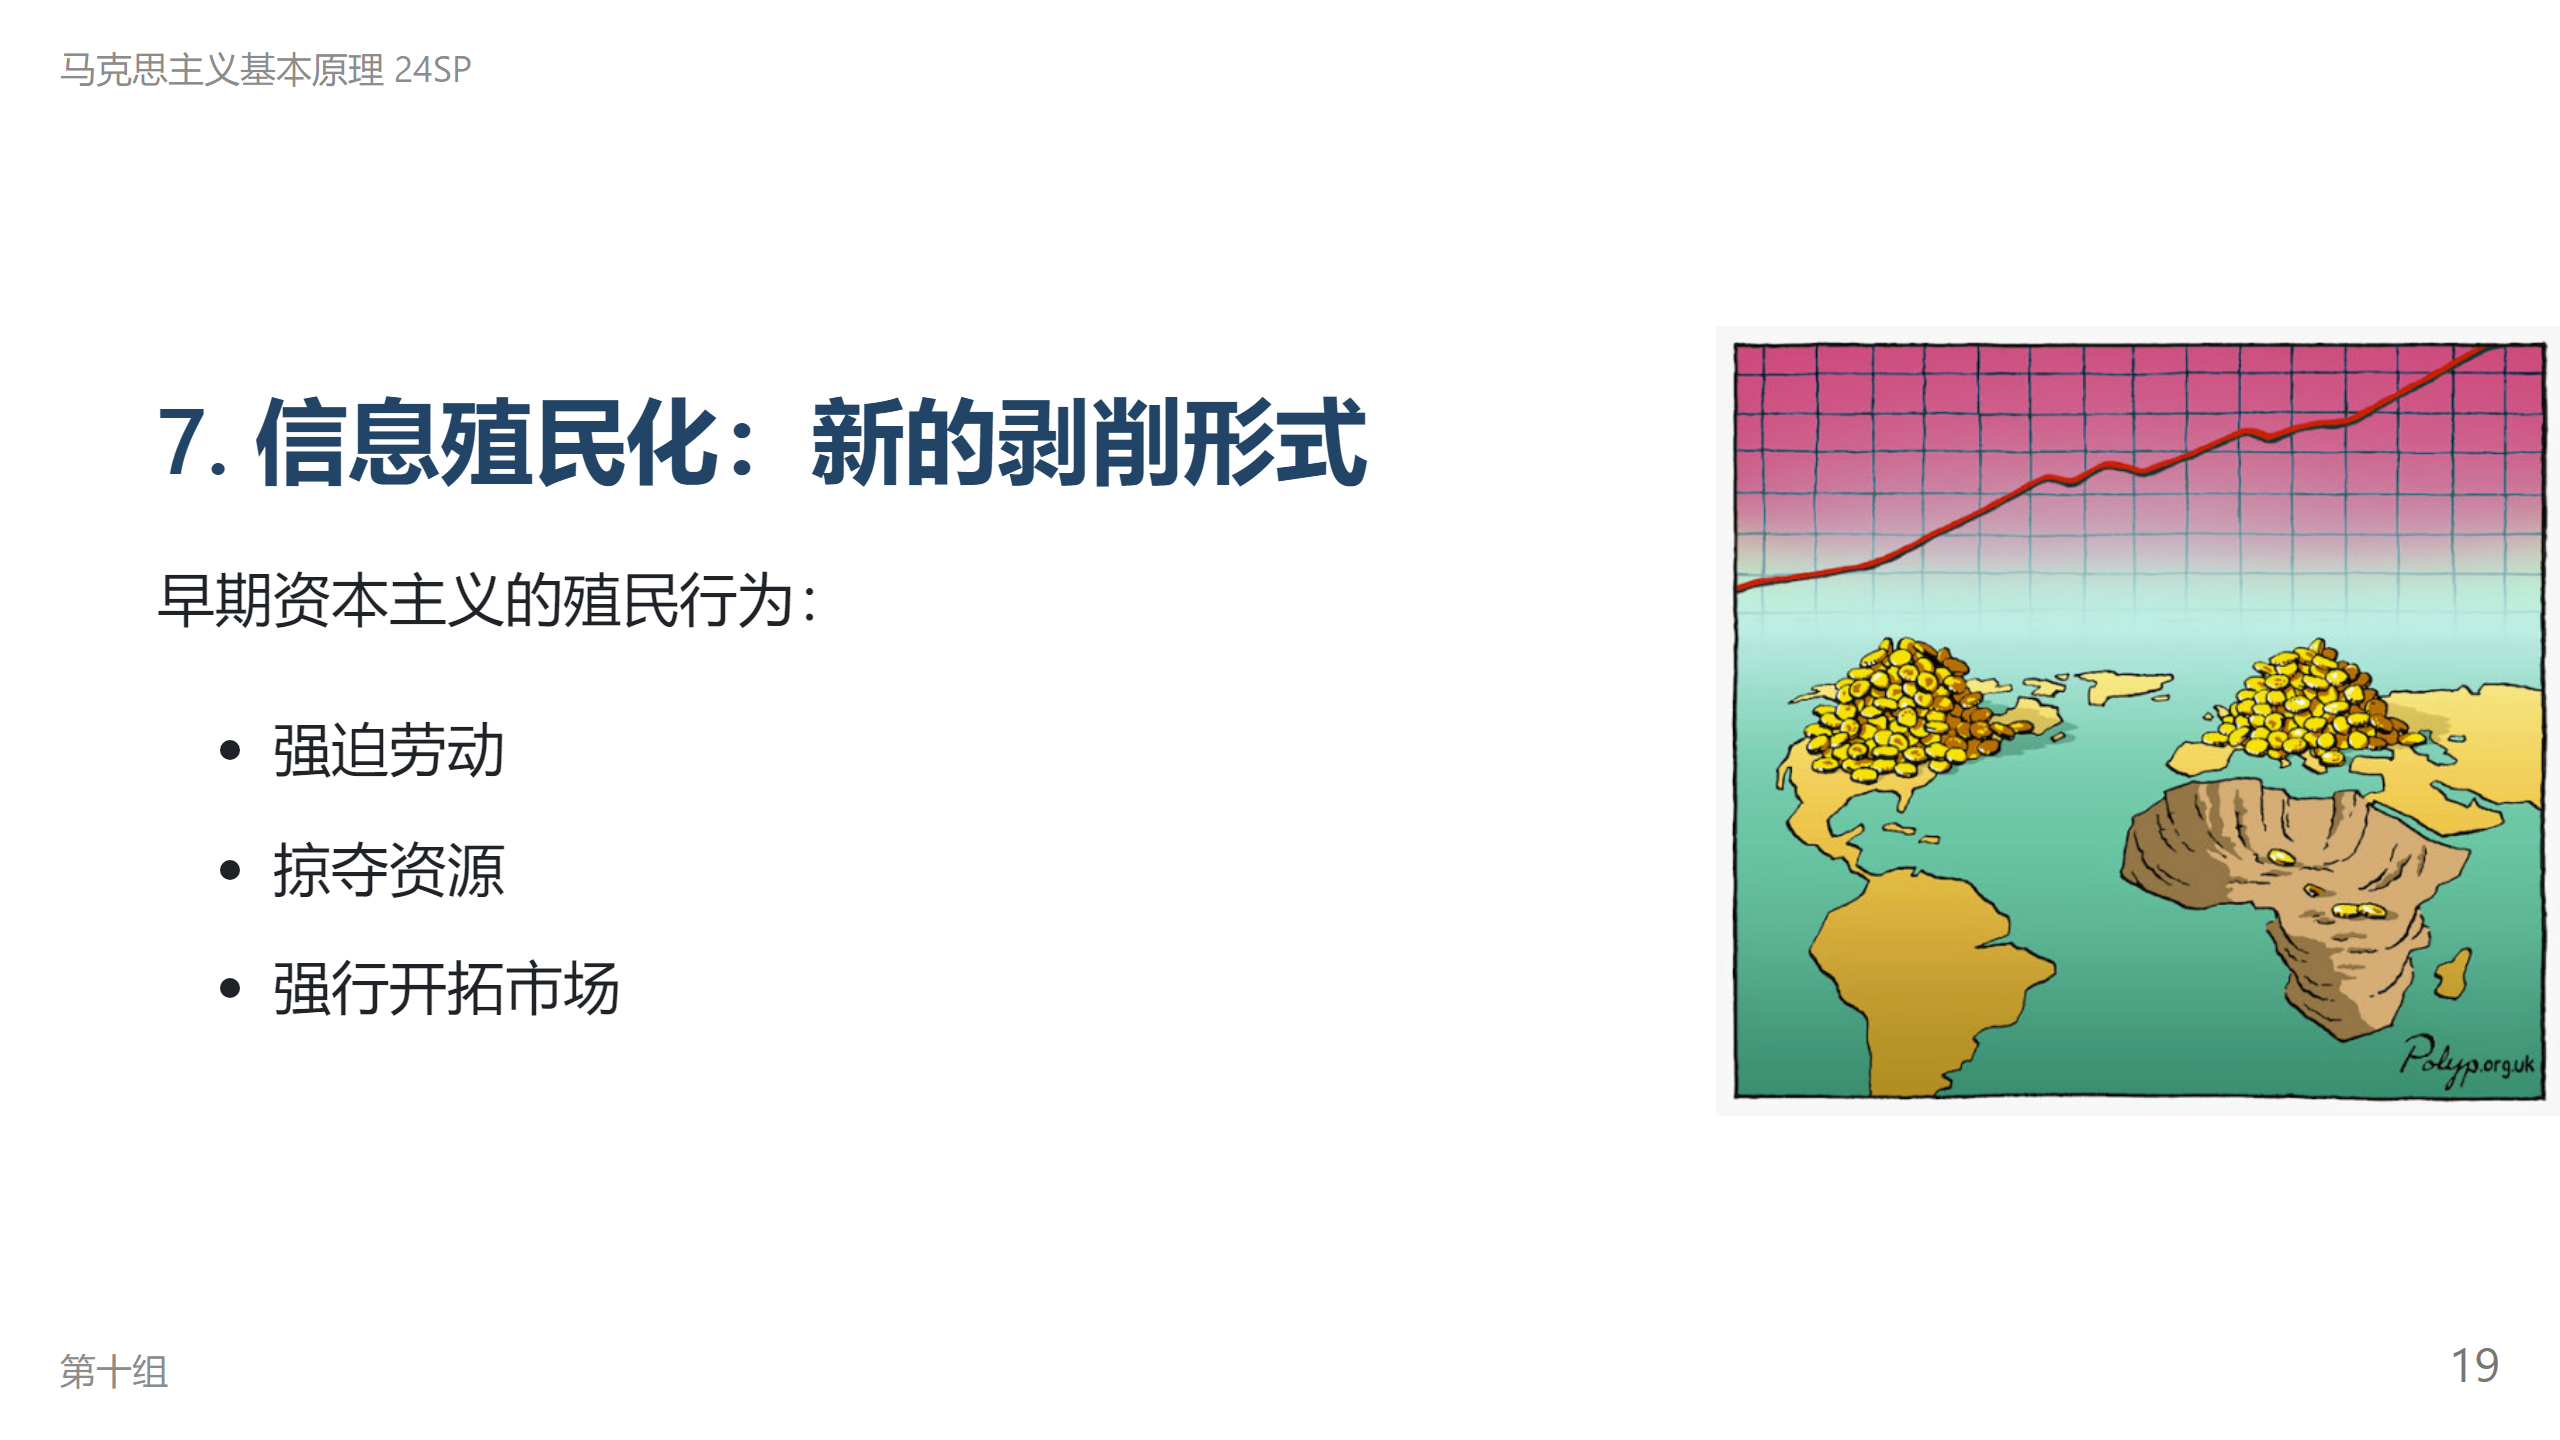 马克思主义基本原理 24SP
7. 信息殖民化：新的剥削形式
早期资本主义的殖民行为：
• 强迫劳动
• 掠夺资源
• 强行开拓市场
Polyp.org.uk
第十组
19